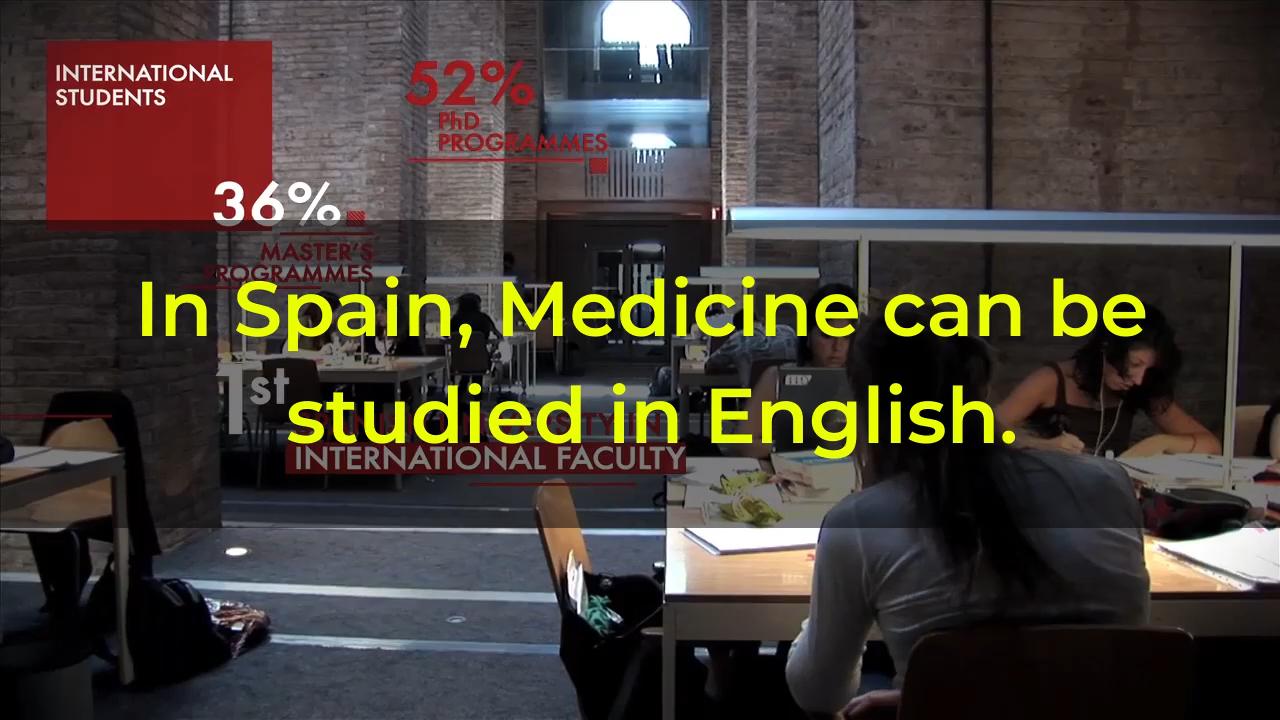 INTERNATIONAL
STUDENTS
52%
PhD
PROGRAMMES
36%
MASTER'S
PROGRAMMES
In Spain, Medicine can be
1st
studied in English.
INTERNATIONAL FACULTY